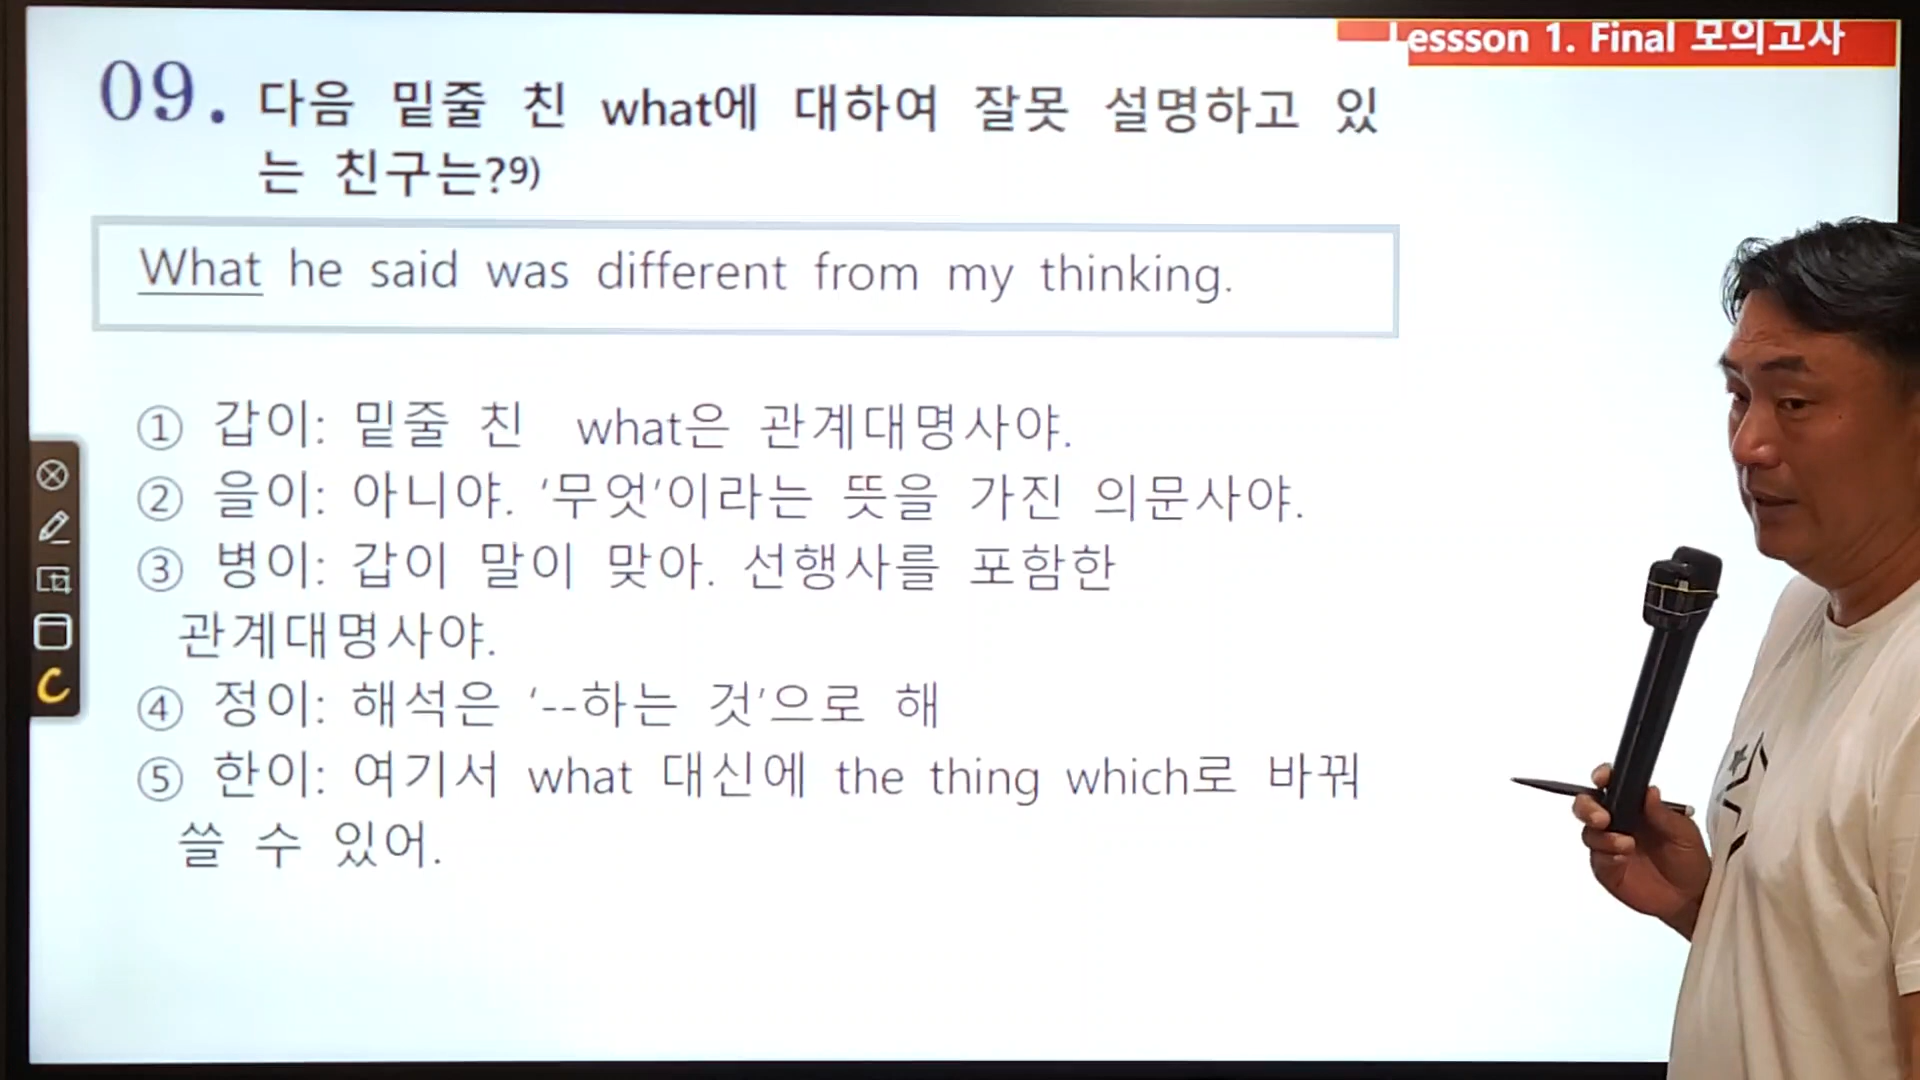 Lessson 1. Final 모의고사
09. 다음 밑줄 친 what에 대하여 잘못 설명하고 있
는 친구는?9)
What he said was different from my thinking.
① 갑이: 밑줄 친 what은 관계대명사야.
② 을이: 아니야. ‘무엇’이라는 뜻을 가진 의문사야.
③ 병이: 갑이 말이 맞아. 선행사를 포함한
관계대명사야.
④ 정이: 해석은 ‘--하는 것’으로 해
⑤ 한이: 여기서 what 대신에 the thing which로 바꿔
쓸 수 있어.